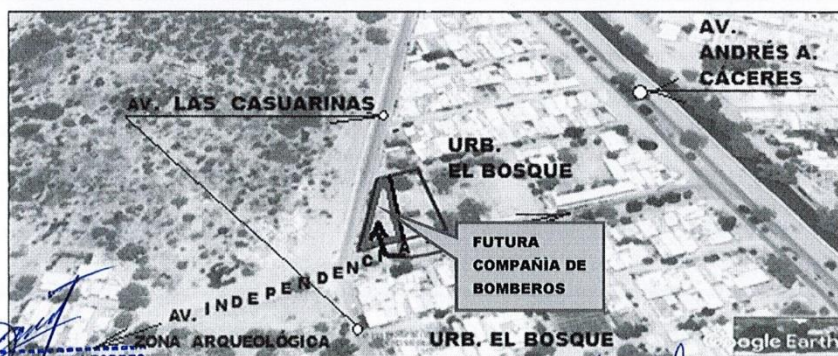 AV.
ANDRÉS A.
CÁCERES
AV. LAS CASUARINAS
URB.
EL BOSQUE
FUTURA
COMPAÑÌA DE
BOMBEROS
AV. INDEPENDENCIA
ZONA ARQUEOLÓGICA
URB. EL BOSQUE
Google Earth